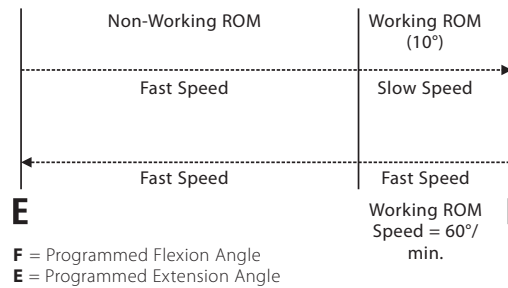 Non-Working ROM
Working ROM
(10°)
Fast Speed
Slow Speed
Fast Speed
Fast Speed
E
Working ROM
Speed = 60°/
min.
F = Programmed Flexion Angle
E = Programmed Extension Angle